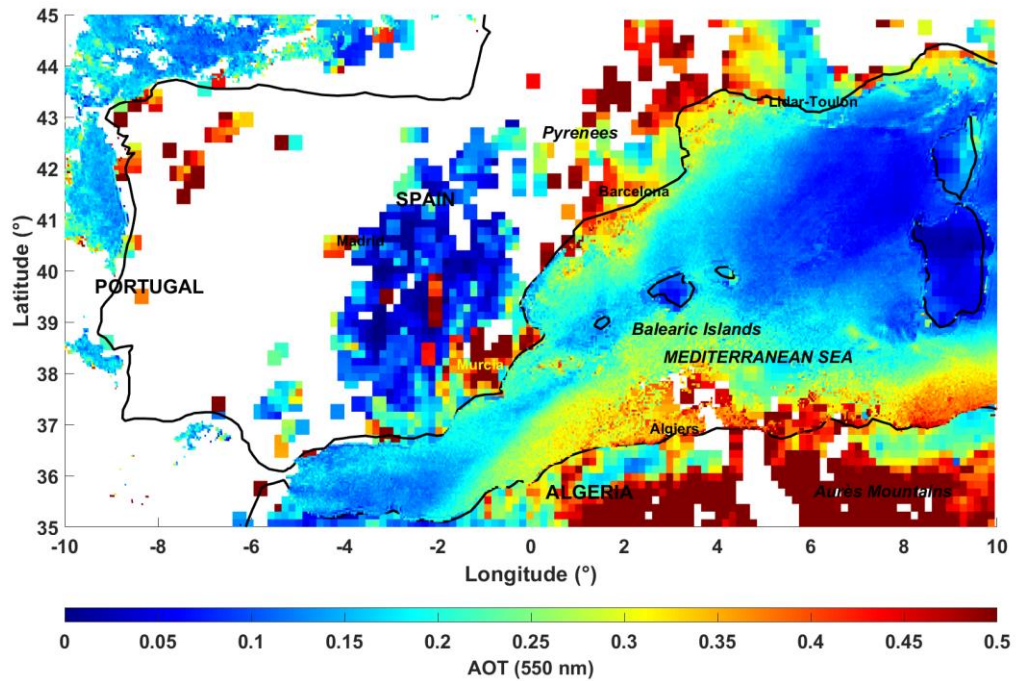 45
44
43
42
41
40
39
38
37
36
35
Latitude (°)
Lidar-Toulon
Pyrenees
Barcelona
SPAIN
Madrid
PORTUGAL
Balearic Islands
MEDITERRANEAN SEA
Murcia
Algiers
ALGERIA
Aurès Mountains
-10 -8 -6 -4 -2 0 2 4 6 8 10
Longitude (°)
0 0.05 0.1 0.15 0.2 0.25 0.3 0.35 0.4 0.45 0.5
AOT (550 nm)